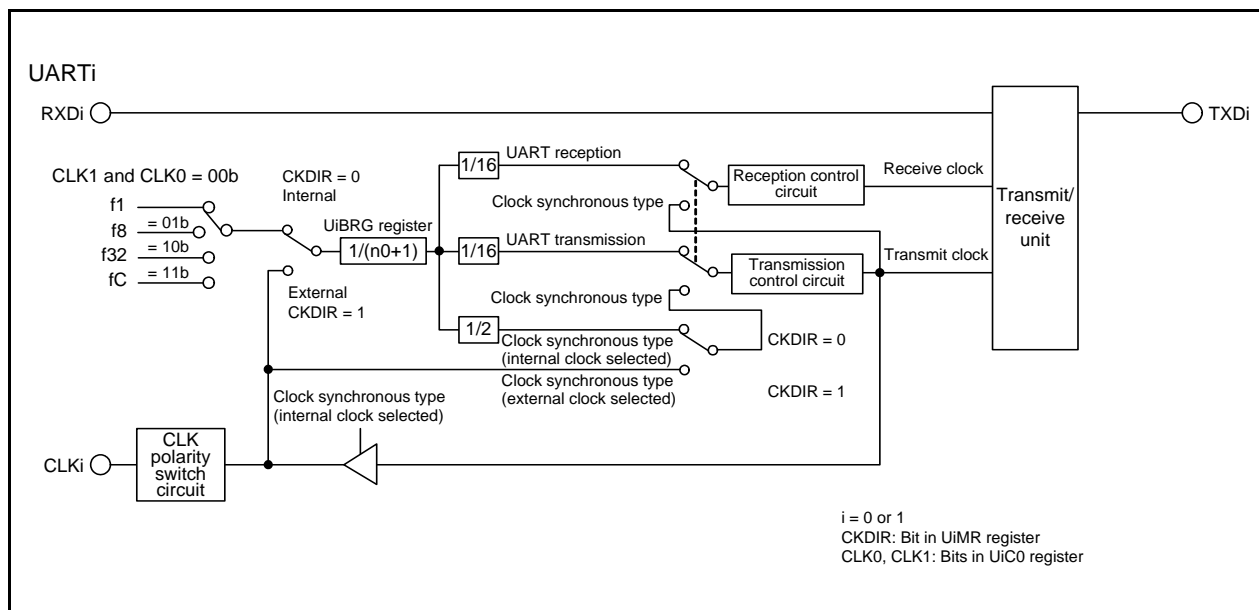 UARTi
RXDi
TXDi
CLK1 and CLK0 = 00b
f1
f8
= 01b
f32
= 10b
fC
= 11b
CKDIR = 0
Internal
UiBRG register
1/(n0+1)
External
CKDIR = 1
1/16
UART reception
Clock synchronous type
1/16
UART transmission
Clock synchronous type
1/2
Clock synchronous type
(internal clock selected)
Clock synchronous type
(external clock selected)
CKDIR = 0
CKDIR = 1
Reception control
circuit
Receive clock
Transmission
control circuit
Transmit clock
Transmit/
receive
unit
Clock synchronous type
(internal clock selected)
CLKi
CLK
polarity
switch
circuit
i = 0 or 1
CKDIR: Bit in UiMR register
CLK0, CLK1: Bits in UiC0 register